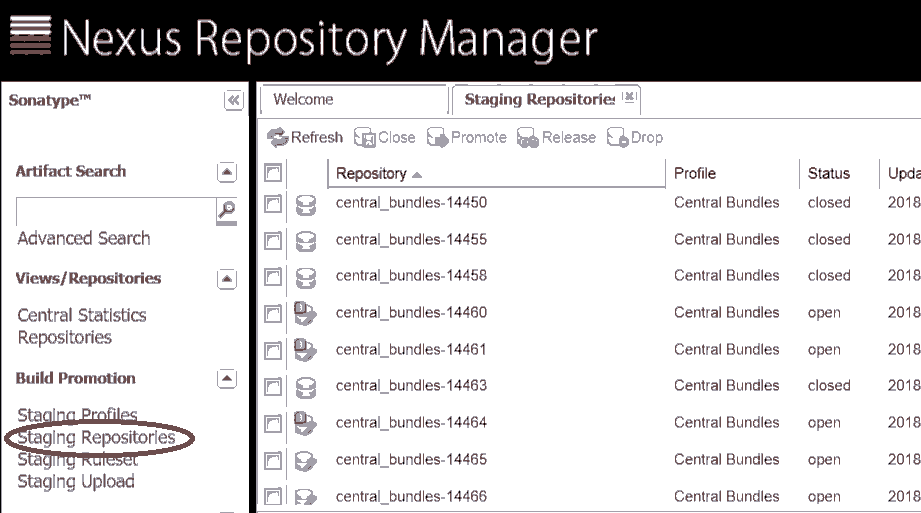 Nexus Repository Manager
Sonatype™
Artifact Search
Advanced Search
Views/Repositories
Central Statistics
Repositories
Build Promotion
Staging Profiles
Staging Repositories
Staging Ruleset
Staging Upload
Welcome
Staging Repositories
Refresh Close Promote Release Drop
Repository Profile Status Upda
central_bundles-14450 Central Bundles closed 2018
central_bundles-14455 Central Bundles closed 2018
central_bundles-14458 Central Bundles closed 2018
central_bundles-14460 Central Bundles open 2018
central_bundles-14461 Central Bundles open 2018
central_bundles-14463 Central Bundles closed 2018
central_bundles-14464 Central Bundles open 2018
central_bundles-14465 Central Bundles open 2018
central_bundles-14466 Central Bundles open 2018